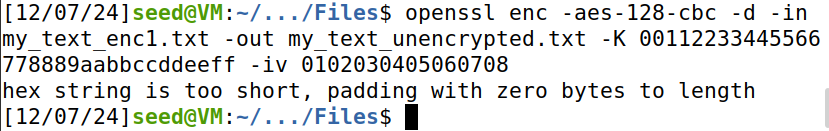 [12/07/24]seed@VM:~/.../Files$ openssl enc -aes-128-cbc -d -in
my_text_enc1.txt -out my_text_unencrypted.txt -K 00112233445566
778889aabbccddeeff -iv 0102030405060708
hex string is too short, padding with zero bytes to length
[12/07/24]seed@VM:~/.../Files$